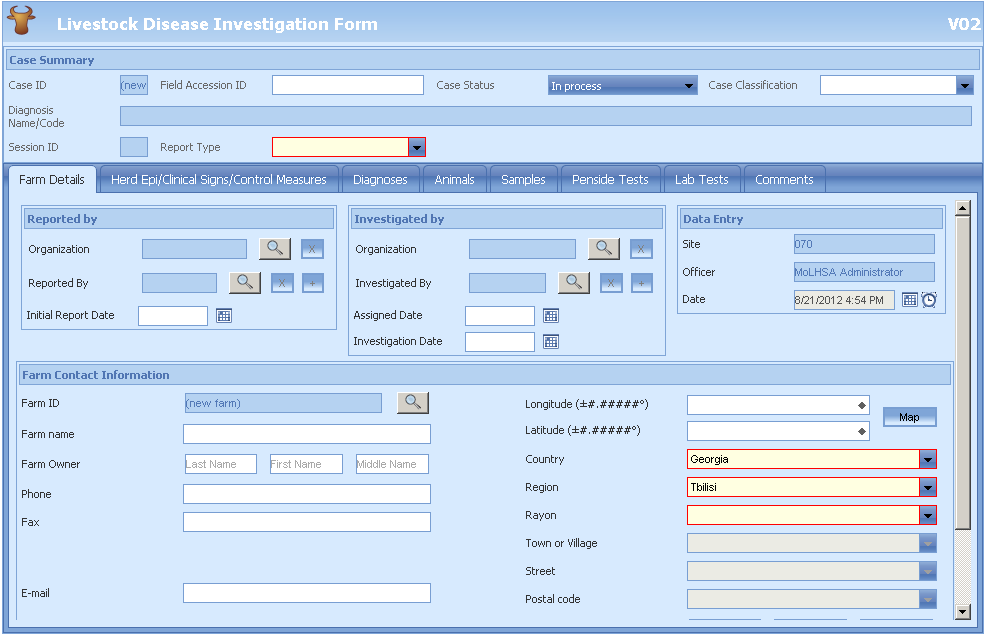 Livestock Disease Investigation Form V02
Case Summary
Case ID (new Field Accession ID Case Status In process Case Classification
Diagnosis
Name/Code
Session ID Report Type
Farm Details Herd Epi/Clinical Signs/Control Measures Diagnoses Animals Samples Penside Tests Lab Tests Comments
Reported by Investigated by Data Entry
Organization X Organization X Site 070
Officer MoLHSA Administrator
Reported By X + Investigated By X +
Date 8/21/2012 4:54 PM
Initial Report Date Assigned Date
Investigation Date
Farm Contact Information
Farm ID (new farm) Longitude (±#.#####°)
Map
Farm name Latitude (±#.#####°)
Farm Owner Last Name First Name Middle Name Country Georgia
Phone Region Tbilisi
Fax Rayon
Town or Village
Street
E-mail Postal code